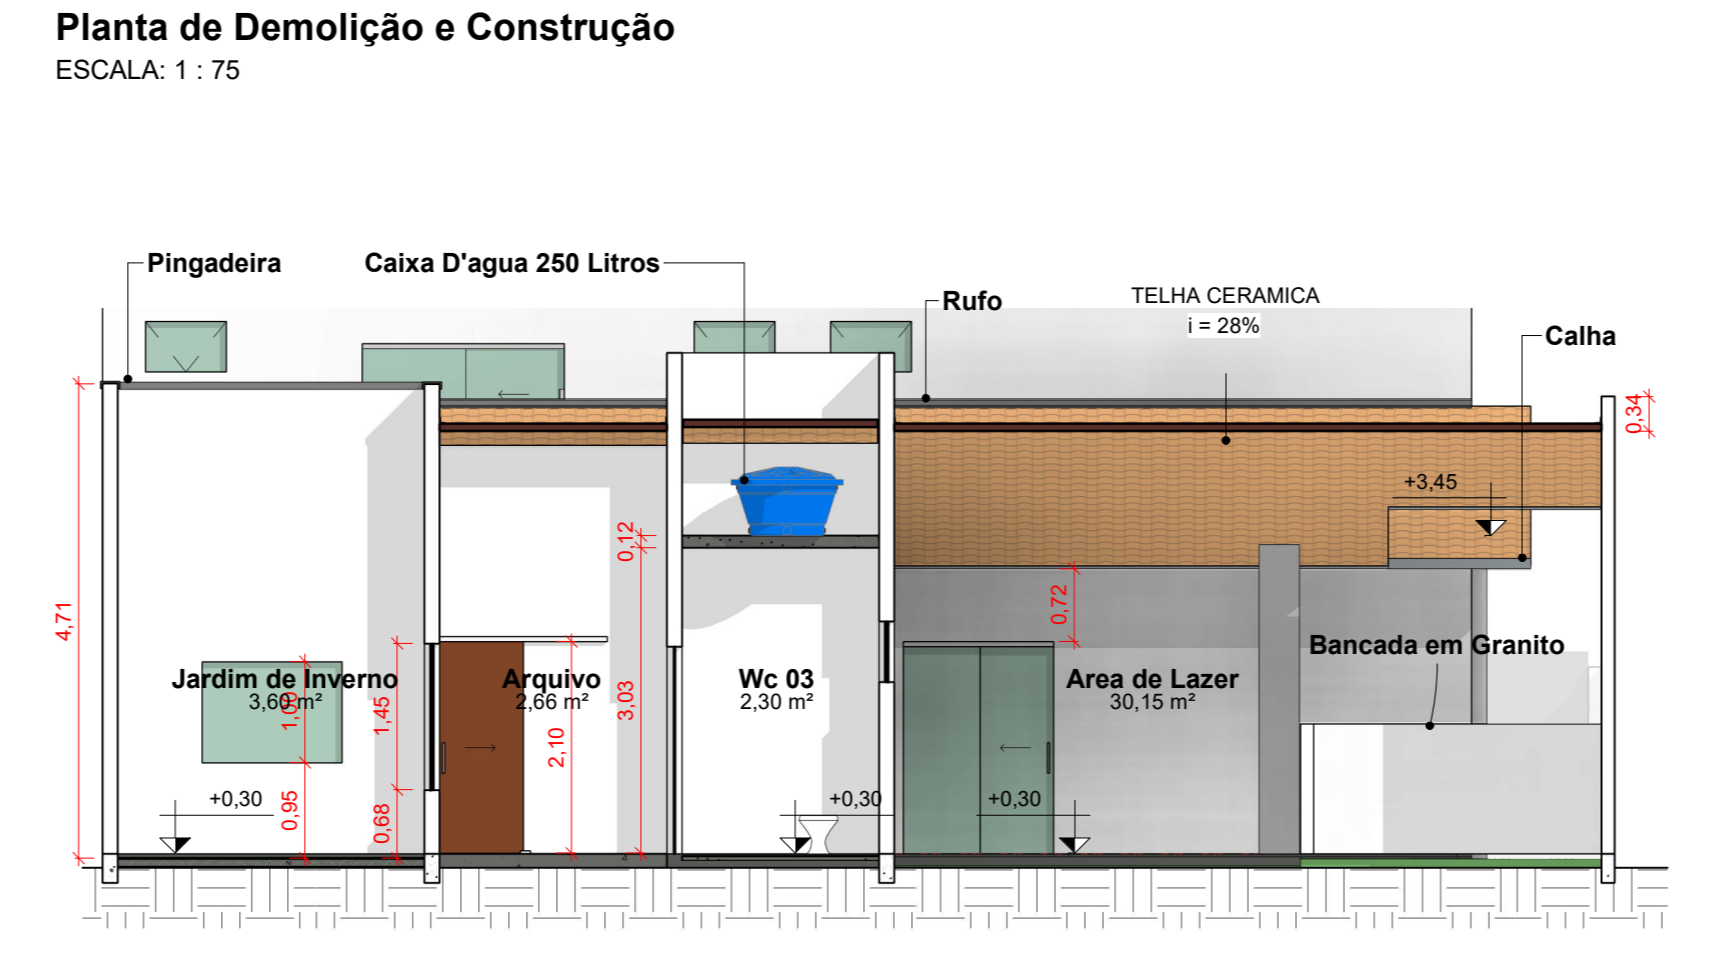 Planta de Demolição e Construção
ESCALA: 1 : 75
Pingadeira
Caixa D'agua 250 Litros
Rufo
TELHA CERAMICA
i = 28%
Calha
0,34
+3,45
0,12
4,71
0,72
Bancada em Granito
Jardim de Inverno
3,60 m²
1,00
1,45
Arquivo
2,66 m²
3,03
Wc 03
2,30 m²
Area de Lazer
30,15 m²
2,10
+0,30
0,95
0,68
+0,30
+0,30